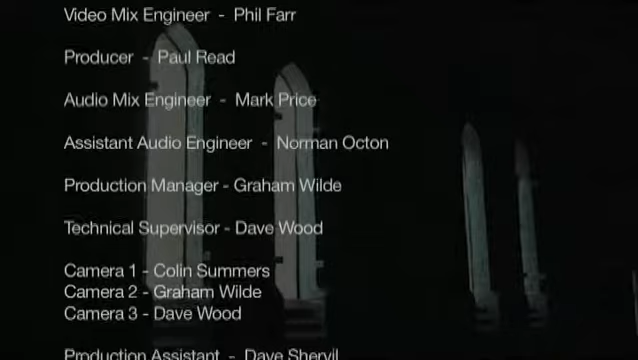 Video Mix Engineer - Phil Farr
Producer - Paul Read
Audio Mix Engineer - Mark Price
Assistant Audio Engineer - Norman Octon
Production Manager - Graham Wilde
Technical Supervisor - Dave Wood
Camera 1 - Colin Summers
Camera 2 - Graham Wilde
Camera 3 - Dave Wood
Production Assistant - Dave Shervil